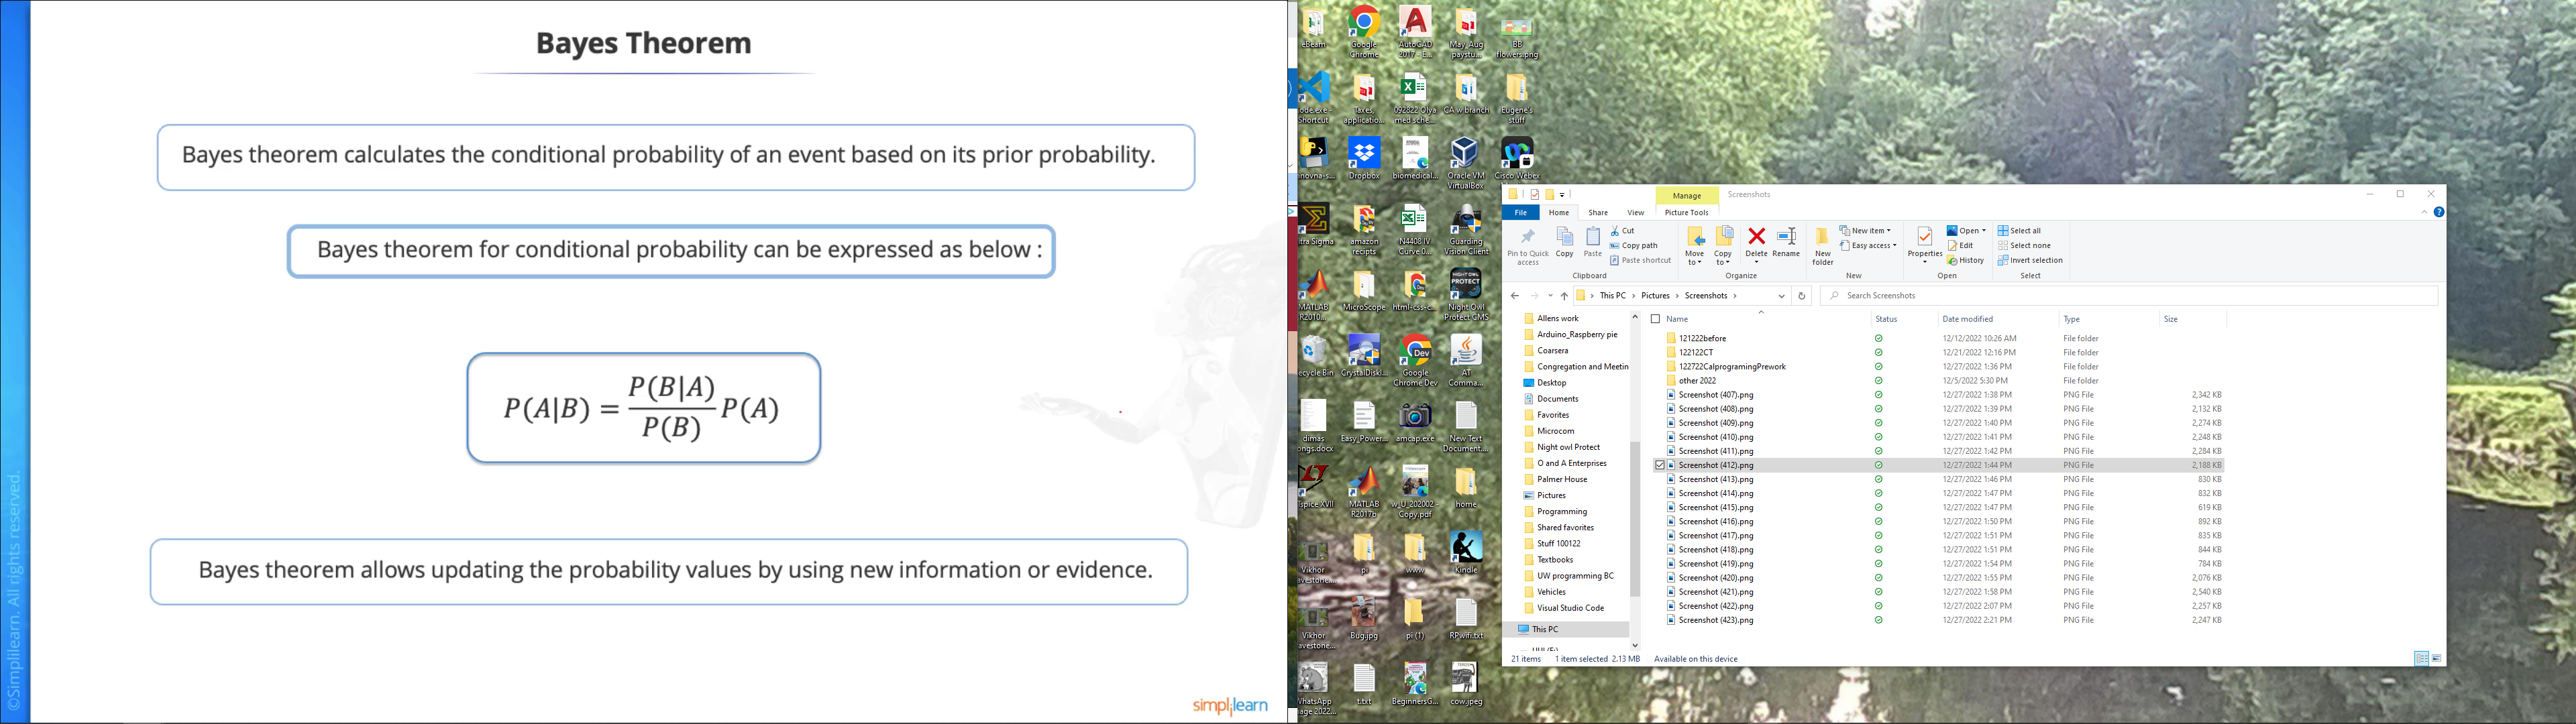 Bayes Theorem
Bayes theorem calculates the conditional probability of an event based on its prior probability.
Bayes theorem for conditional probability can be expressed as below :
P(A|B) = P(B|A) / P(B) P(A)
Bayes theorem allows updating the probability values by using new information or evidence.
©Simplilearn. All rights reserved.
simplilearn
eBeam
Google Chrome
AutoCAD 2017 - E...
May_Aug paystu...
BB flowers.png
ode.exe - Shortcut
Taxes, applicatio...
092822 Olya med sche...
CA w branch
Eugene's stuff
novna-s...
Dropbox
biomedical...
Oracle VM VirtualBox
Cisco Webex
ltra Sigma
amazon recipts
N4408 IV Curve 0...
Guarding Vision Client
MATLAB R2010...
MicroScope
html-css-c...
Night Owl Protect CMS
ecycle Bin
CrystalDiskI...
Google Chrome Dev
AT Comma...
dimas ongs.docx
Easy_Power...
amcap.exe
New Text Document...
Tspice XVII
MATLAB R2017b
w_U_202002 - Copy.pdf
home
Vikhor avestone...
pi
www
Kindle
Vikhor avestone...
Bug.jpg
pi (1)
RPwifi.txt
WhatsApp age 2022...
t.txt
BeginnersG...
cow.jpeg
Manage
Screenshots
File
Home
Share
View
Picture Tools
Pin to Quick access
Copy
Paste
Cut
Copy path
Paste shortcut
Clipboard
Move to
Copy to
Delete
Rename
Organize
New folder
New item
Easy access
New
Properties
Open
Edit
History
Open
Select all
Select none
Invert selection
Select
This PC > Pictures > Screenshots >
Search Screenshots
Allens work
Arduino_Raspberry pie
Coarsera
Congregation and Meetin
Desktop
Documents
Favorites
Microcom
Night owl Protect
O and A Enterprises
Palmer House
Pictures
Programming
Shared favorites
Stuff 100122
Textbooks
UW programming BC
Vehicles
Visual Studio Code
This PC
Name Status Date modified Type Size
121222before 12/12/2022 10:26 AM File folder
122122CT 12/21/2022 12:16 PM File folder
122722CalprogramingPrework 12/27/2022 1:36 PM File folder
other 2022 12/5/2022 5:30 PM File folder
Screenshot (407).png 12/27/2022 1:38 PM PNG File 2,342 KB
Screenshot (408).png 12/27/2022 1:39 PM PNG File 2,132 KB
Screenshot (409).png 12/27/2022 1:40 PM PNG File 2,274 KB
Screenshot (410).png 12/27/2022 1:41 PM PNG File 2,248 KB
Screenshot (411).png 12/27/2022 1:42 PM PNG File 2,284 KB
Screenshot (412).png 12/27/2022 1:44 PM PNG File 2,188 KB
Screenshot (413).png 12/27/2022 1:46 PM PNG File 830 KB
Screenshot (414).png 12/27/2022 1:47 PM PNG File 832 KB
Screenshot (415).png 12/27/2022 1:47 PM PNG File 619 KB
Screenshot (416).png 12/27/2022 1:50 PM PNG File 892 KB
Screenshot (417).png 12/27/2022 1:51 PM PNG File 835 KB
Screenshot (418).png 12/27/2022 1:51 PM PNG File 844 KB
Screenshot (419).png 12/27/2022 1:54 PM PNG File 784 KB
Screenshot (420).png 12/27/2022 1:55 PM PNG File 2,076 KB
Screenshot (421).png 12/27/2022 1:58 PM PNG File 2,540 KB
Screenshot (422).png 12/27/2022 2:07 PM PNG File 2,257 KB
Screenshot (423).png 12/27/2022 2:21 PM PNG File 2,247 KB
21 items 1 item selected 2.13 MB Available on this device